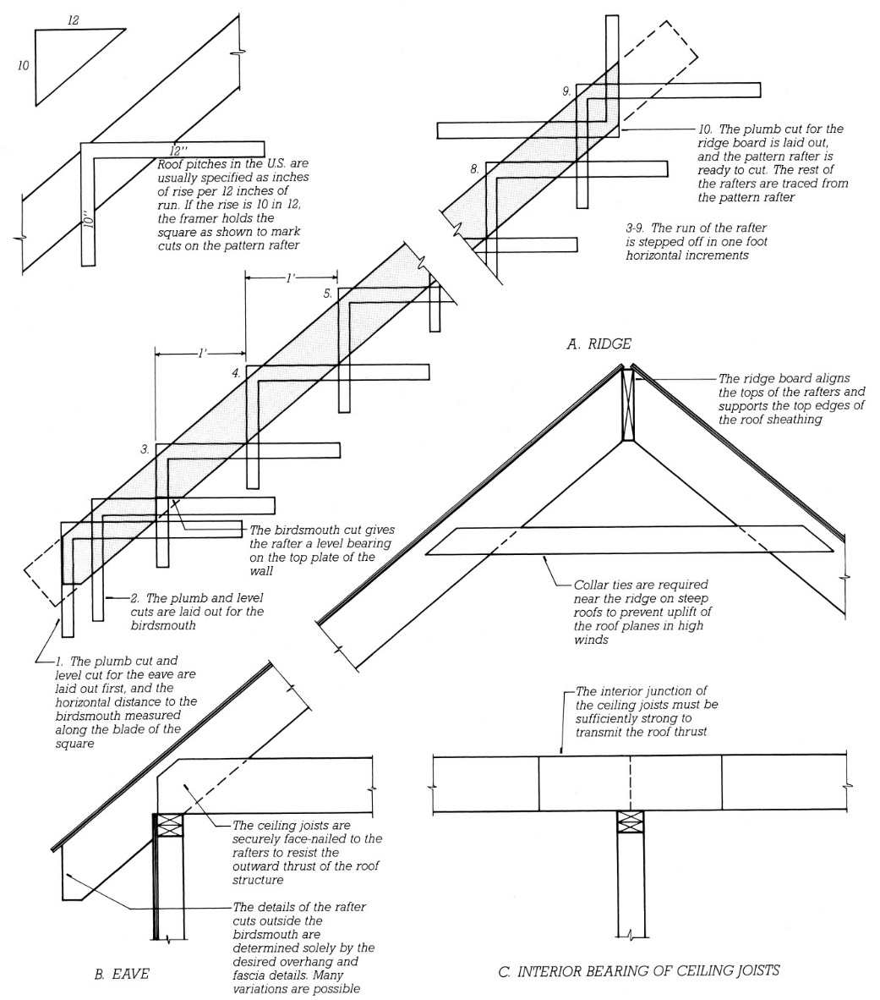 12
10
12"
10"
Roof pitches in the U.S. are
usually specified as inches
of rise per 12 inches of
run. If the rise is 10 in 12,
the framer holds the
square as shown to mark
cuts on the pattern rafter
9.
8.
10. The plumb cut for the
ridge board is laid out,
and the pattern rafter is
ready to cut. The rest of
the rafters are traced from
the pattern rafter
3-9. The run of the rafter
is stepped off in one foot
horizontal increments
1'
5.
1'
4.
3.
The birdsmouth cut gives
the rafter a level bearing
on the top plate of the
wall
2. The plumb and level
cuts are laid out for the
birdsmouth
1. The plumb cut and
level cut for the eave are
laid out first, and the
horizontal distance to the
birdsmouth measured
along the blade of the
square
A. RIDGE
The ridge board aligns
the tops of the rafters and
supports the top edges of
the roof sheathing
Collar ties are required
near the ridge on steep
roofs to prevent uplift of
the roof planes in high
winds
The ceiling joists are
securely face-nailed to the
rafters to resist the
outward thrust of the roof
structure
The details of the rafter
cuts outside the
birdsmouth are
determined solely by the
desired overhang and
fascia details. Many
variations are possible
B. EAVE
The interior junction of
the ceiling joists must be
sufficiently strong to
transmit the roof thrust
C. INTERIOR BEARING OF CEILING JOISTS